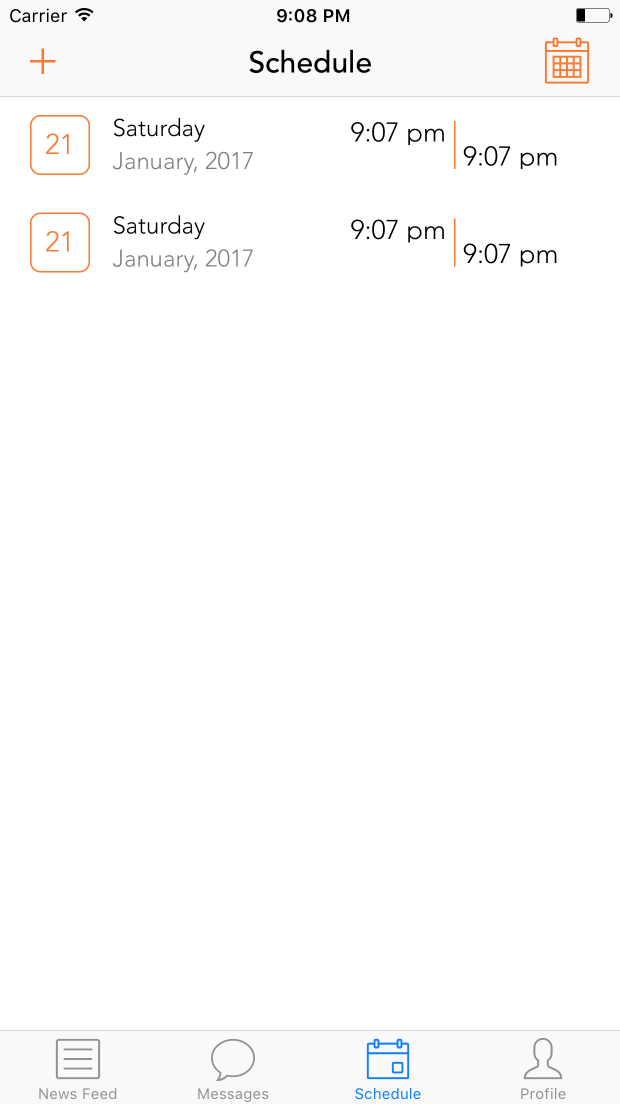 Carrier 9:08 PM
Schedule
21 Saturday 9:07 pm
January, 2017 9:07 pm
21 Saturday 9:07 pm
January, 2017 9:07 pm
News Feed Messages Schedule Profile